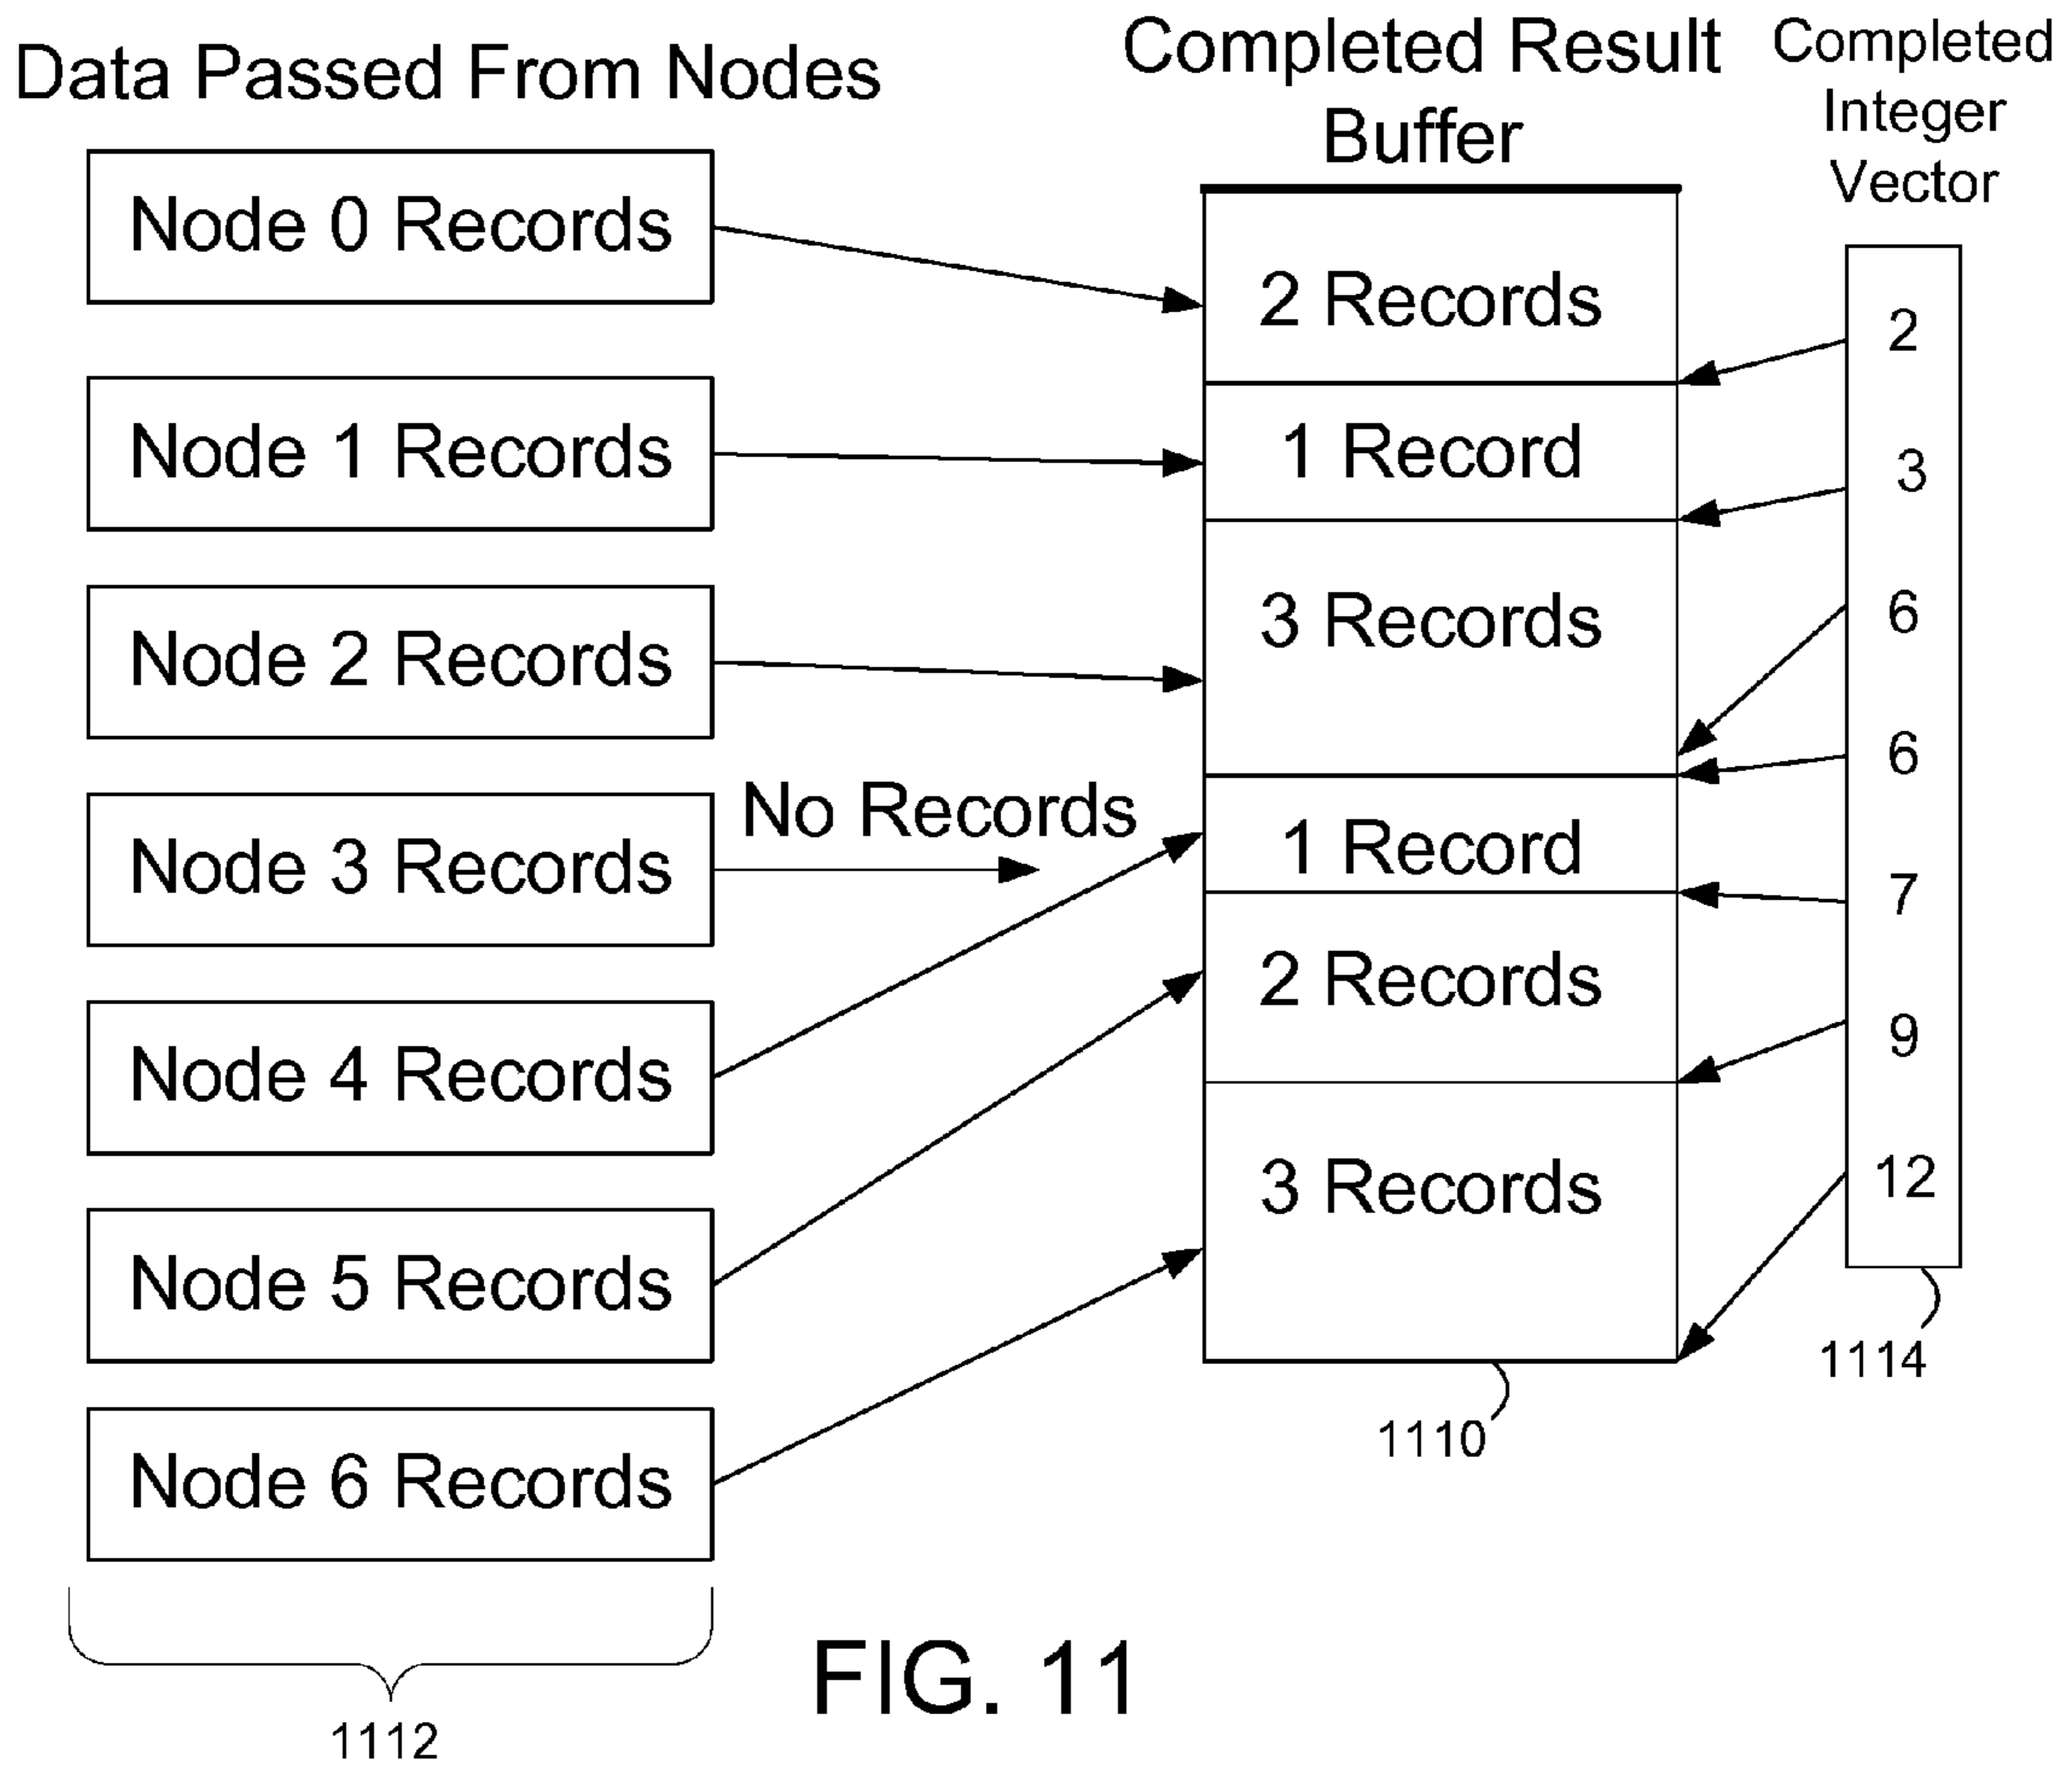 Data Passed From Nodes
Node 0 Records
Node 1 Records
Node 2 Records
Node 3 Records
No Records
Node 4 Records
Node 5 Records
Node 6 Records
1112
Completed Result
Buffer
2 Records
1 Record
3 Records
1 Record
2 Records
3 Records
1110
Completed
Integer
Vector
2
3
6
6
7
9
12
1114
FIG. 11